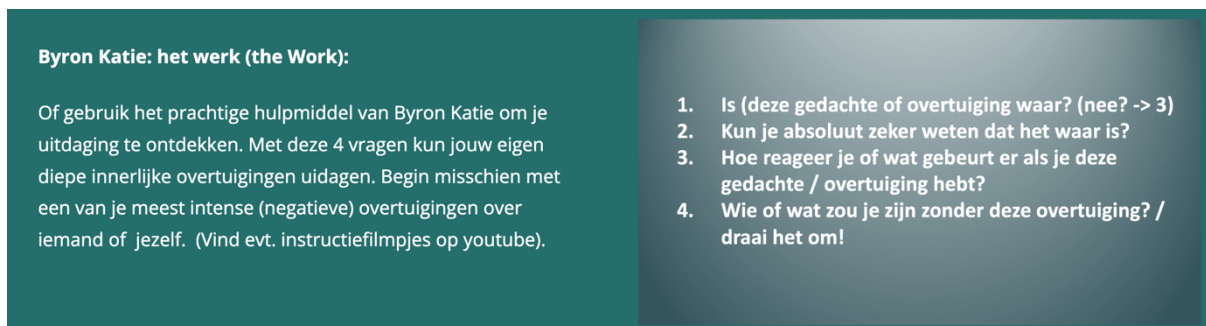 Byron Katie: het werk (the Work):
Of gebruik het prachtige hulpmiddel van Byron Katie om je
uitdaging te ontdekken. Met deze 4 vragen kun jouw eigen
diepe innerlijke overtuigingen uidagen. Begin misschien met
een van je meest intense (negatieve) overtuigingen over
iemand of jezelf. (Vind evt. instructiefilmpjes op youtube).
1. Is (deze gedachte of overtuiging waar? (nee? -> 3)
2. Kun je absoluut zeker weten dat het waar is?
3. Hoe reageer je of wat gebeurt er als je deze
gedachte / overtuiging hebt?
4. Wie of wat zou je zijn zonder deze overtuiging? /
draai het om!